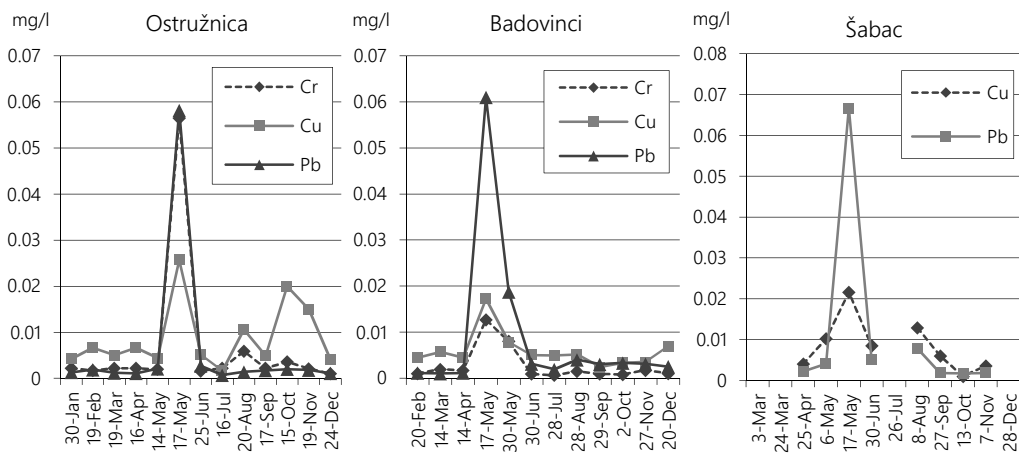 mg/l
Ostružnica
0.07
0.06
0.05
0.04
0.03
0.02
0.01
0
Cr
Cu
Pb
30-Jan
19-Feb
19-Mar
16-Apr
14-May
17-May
25-Jun
16-Jul
20-Aug
17-Sep
15-Oct
19-Nov
24-Dec
mg/l
Badovinci
0.07
0.06
0.05
0.04
0.03
0.02
0.01
0
Cr
Cu
Pb
20-Feb
14-Mar
14-Apr
17-May
30-May
30-Jun
28-Jul
28-Aug
29-Sep
2-Oct
27-Nov
20-Dec
mg/l
Šabac
0.08
0.07
0.06
0.05
0.04
0.03
0.02
0.01
0
Cu
Pb
3-Mar
24-Mar
25-Apr
6-May
17-May
30-Jun
26-Jul
8-Aug
27-Sep
13-Oct
7-Nov
28-Dec